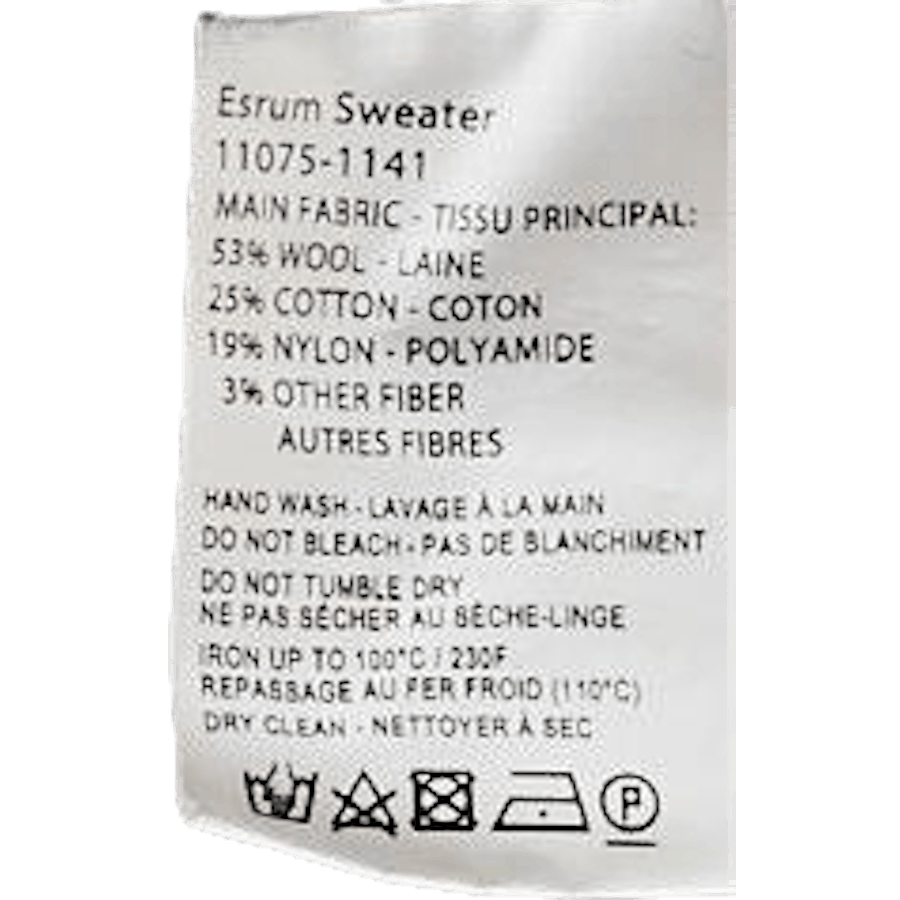 Esrum Sweater
11075-1141
MAIN FABRIC - TISSU PRINCIPAL:
53% WOOL - LAINE
25% COTTON - COTON
19% NYLON - POLYAMIDE
3% OTHER FIBER
AUTRES FIBRES
HAND WASH - LAVAGE À LA MAIN
DO NOT BLEACH - PAS DE BLANCHIMENT
DO NOT TUMBLE DRY
NE PAS SÉCHER AU SÈCHE-LINGE
IRON UP TO 100°C / 230F
REPASSAGE AU FER FROID (110°C)
DRY CLEAN - NETTOYER À SEC
P